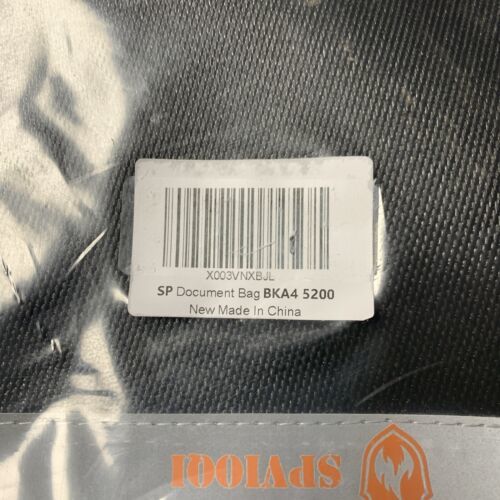 X003VNXBJL
SP Document Bag BKA4 5200
New Made In China